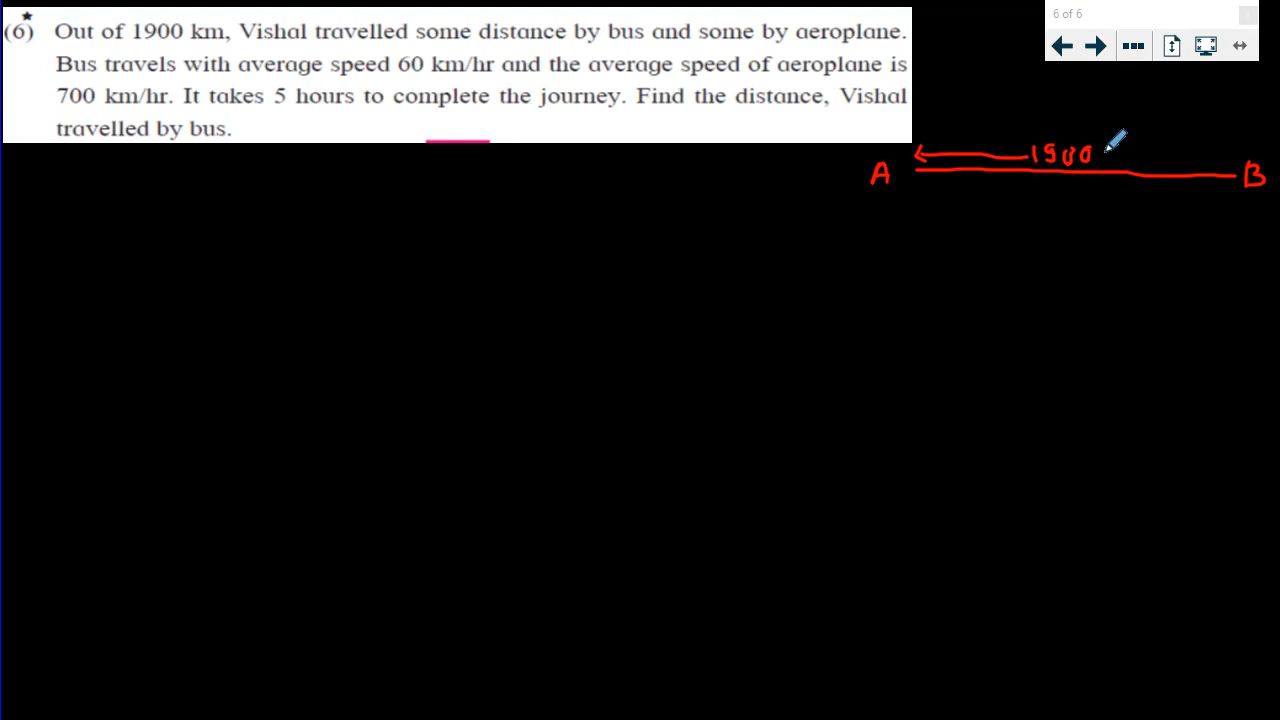 (6) Out of 1900 km, Vishal travelled some distance by bus and some by aeroplane.
Bus travels with average speed 60 km/hr and the average speed of aeroplane is
700 km/hr. It takes 5 hours to complete the journey. Find the distance, Vishal
travelled by bus.
6 of 6
1900
A B